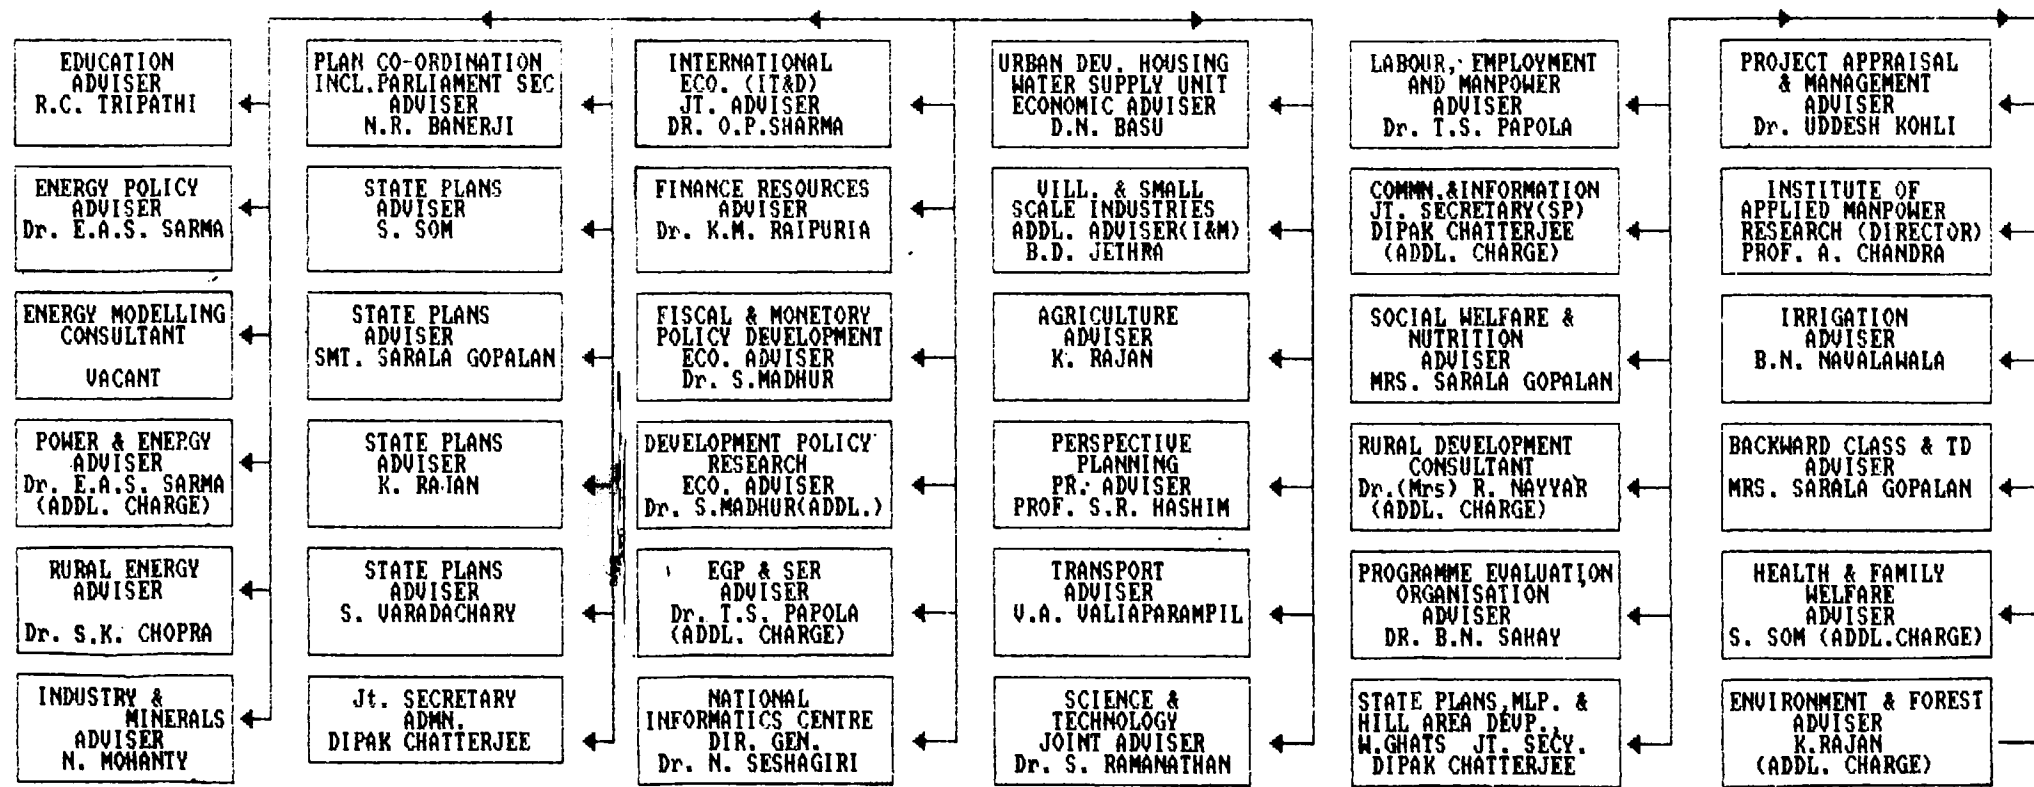 EDUCATION
ADVISER
R.C. TRIPATHI
ENERGY POLICY
ADVISER
Dr. E.A.S. SARMA
ENERGY MODELLING
CONSULTANT
VACANT
POWER & ENERGY
ADVISER
Dr. E.A.S. SARMA
(ADDL. CHARGE)
RURAL ENERGY
ADVISER
Dr. S.K. CHOPRA
INDUSTRY &
MINERALS
ADVISER
N. MOHANTY
PLAN CO-ORDINATION
INCL.PARLIAMENT SEC
ADVISER
N.R. BANERJI
STATE PLANS
ADVISER
S. SOM
STATE PLANS
ADVISER
SMT. SARALA GOPALAN
STATE PLANS
ADVISER
K. RAJAN
STATE PLANS
ADVISER
S. VARADACHARY
Jt. SECRETARY
ADMN.
DIPAK CHATTERJEE
INTERNATIONAL
ECO. (IT&D)
JT. ADVISER
DR. O.P.SHARMA
FINANCE RESOURCES
ADVISER
Dr. K.M. RAIPURIA
FISCAL & MONETORY
POLICY DEVELOPMENT
ECO. ADVISER
Dr. S.MADHUR
DEVELOPMENT POLICY
RESEARCH
ECO. ADVISER
Dr. S.MADHUR(ADDL.)
EGP & SER
ADVISER
Dr. T.S. PAPOLA
(ADDL. CHARGE)
NATIONAL
INFORMATICS CENTRE
DIR. GEN.
Dr. N. SESHAGIRI
URBAN DEV. HOUSING
WATER SUPPLY UNIT
ECONOMIC ADVISER
D.N. BASU
VILL. & SMALL
SCALE INDUSTRIES
ADDL. ADVISER(I&M)
B.D. JETHRA
AGRICULTURE
ADVISER
K. RAJAN
PERSPECTIVE
PLANNING
PR. ADVISER
PROF. S.R. HASHIM
TRANSPORT
ADVISER
V.A. VALIAPARAMPIL
SCIENCE &
TECHNOLOGY
JOINT ADVISER
Dr. S. RAMANATHAN
LABOUR, EMPLOYMENT
AND MANPOWER
ADVISER
Dr. T.S. PAPOLA
COMMN.&INFORMATION
JT. SECRETARY(SP)
DIPAK CHATTERJEE
(ADDL. CHARGE)
SOCIAL WELFARE &
NUTRITION
ADVISER
MRS. SARALA GOPALAN
RURAL DEVELOPMENT
CONSULTANT
Dr.(Mrs) R. NAYYAR
(ADDL. CHARGE)
PROGRAMME EVALUATION
ORGANISATION
ADVISER
DR. B.N. SAHAY
STATE PLANS,MLP. &
HILL AREA DEVP.,
W.GHATS JT. SECY.
DIPAK CHATTERJEE
PROJECT APPRAISAL
& MANAGEMENT
ADVISER
Dr. UDDESH KOHLI
INSTITUTE OF
APPLIED MANPOWER
RESEARCH (DIRECTOR)
PROF. A. CHANDRA
IRRIGATION
ADVISER
B.N. NAVALAWALA
BACKWARD CLASS & TD
ADVISER
MRS. SARALA GOPALAN
HEALTH & FAMILY
WELFARE
ADVISER
S. SOM (ADDL.CHARGE)
ENVIRONMENT & FOREST
ADVISER
K.RAJAN
(ADDL. CHARGE)